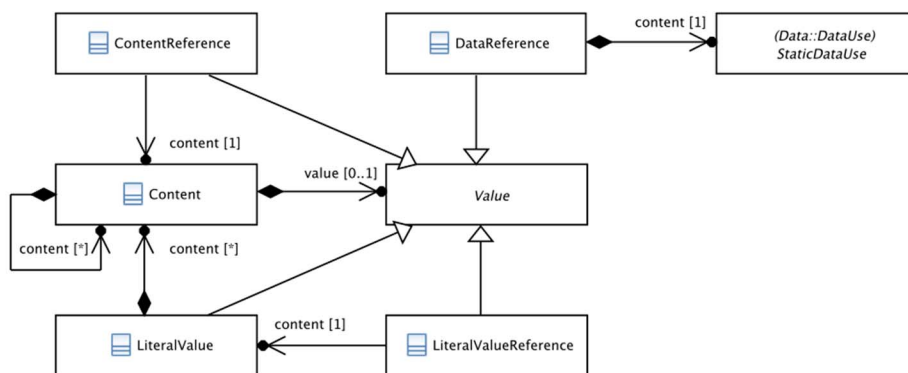 ContentReference
DataReference
content [1]
(Data::DataUse)
StaticDataUse
content [1]
Content
value [0..1]
Value
content [*]
content [*]
content [1]
LiteralValue
LiteralValueReference